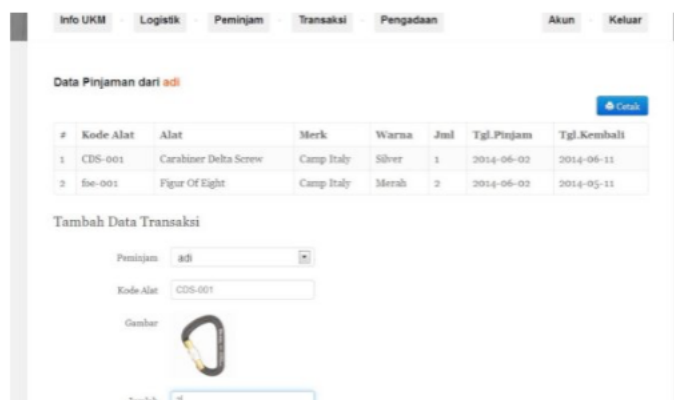 Info UKM Logistik Peminjam Transaksi Pengadaan Akun Keluar
Data Pinjaman dari adi
Cetak
# Kode Alat Alat Merk Warna Jml Tgl.Pinjam Tgl.Kembali
1 CDS-001 Carabiner Delta Screw Camp Italy Silver 1 2014-06-02 2014-06-11
2 fse-001 Figur Of Eight Camp Italy Merah 2 2014-06-02 2014-05-11
Tambah Data Transaksi
Peminjam adi
Kode Alat CDS-001
Gambar